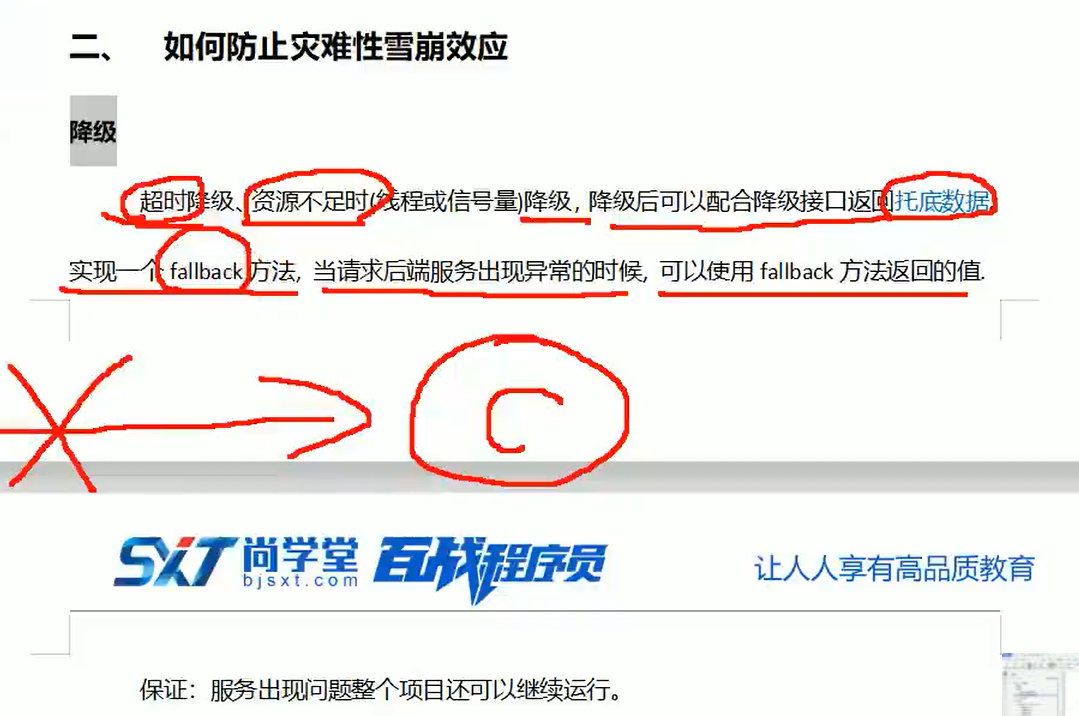 二、 如何防止灾难性雪崩效应
降级
超时降级、资源不足时(线程或信号量)降级，降级后可以配合降级接口返回托底数据.
实现一个 fallback 方法, 当请求后端服务出现异常的时候, 可以使用 fallback 方法返回的值.
C
SXT 尚学堂 百战程序员 让人人享有高品质教育
bjsxt.com
保证：服务出现问题整个项目还可以继续运行。